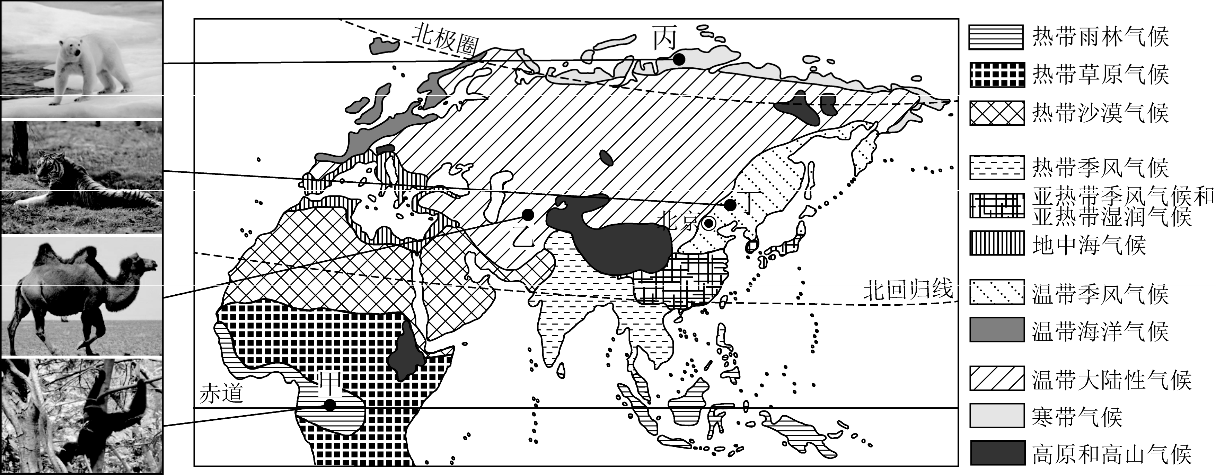 北极圈
丙
丁
北京
乙
北回归线
甲
赤道
热带雨林气候
热带草原气候
热带沙漠气候
热带季风气候
亚热带季风气候和
亚热带湿润气候
地中海气候
温带季风气候
温带海洋气候
温带大陆性气候
寒带气候
高原和高山气候